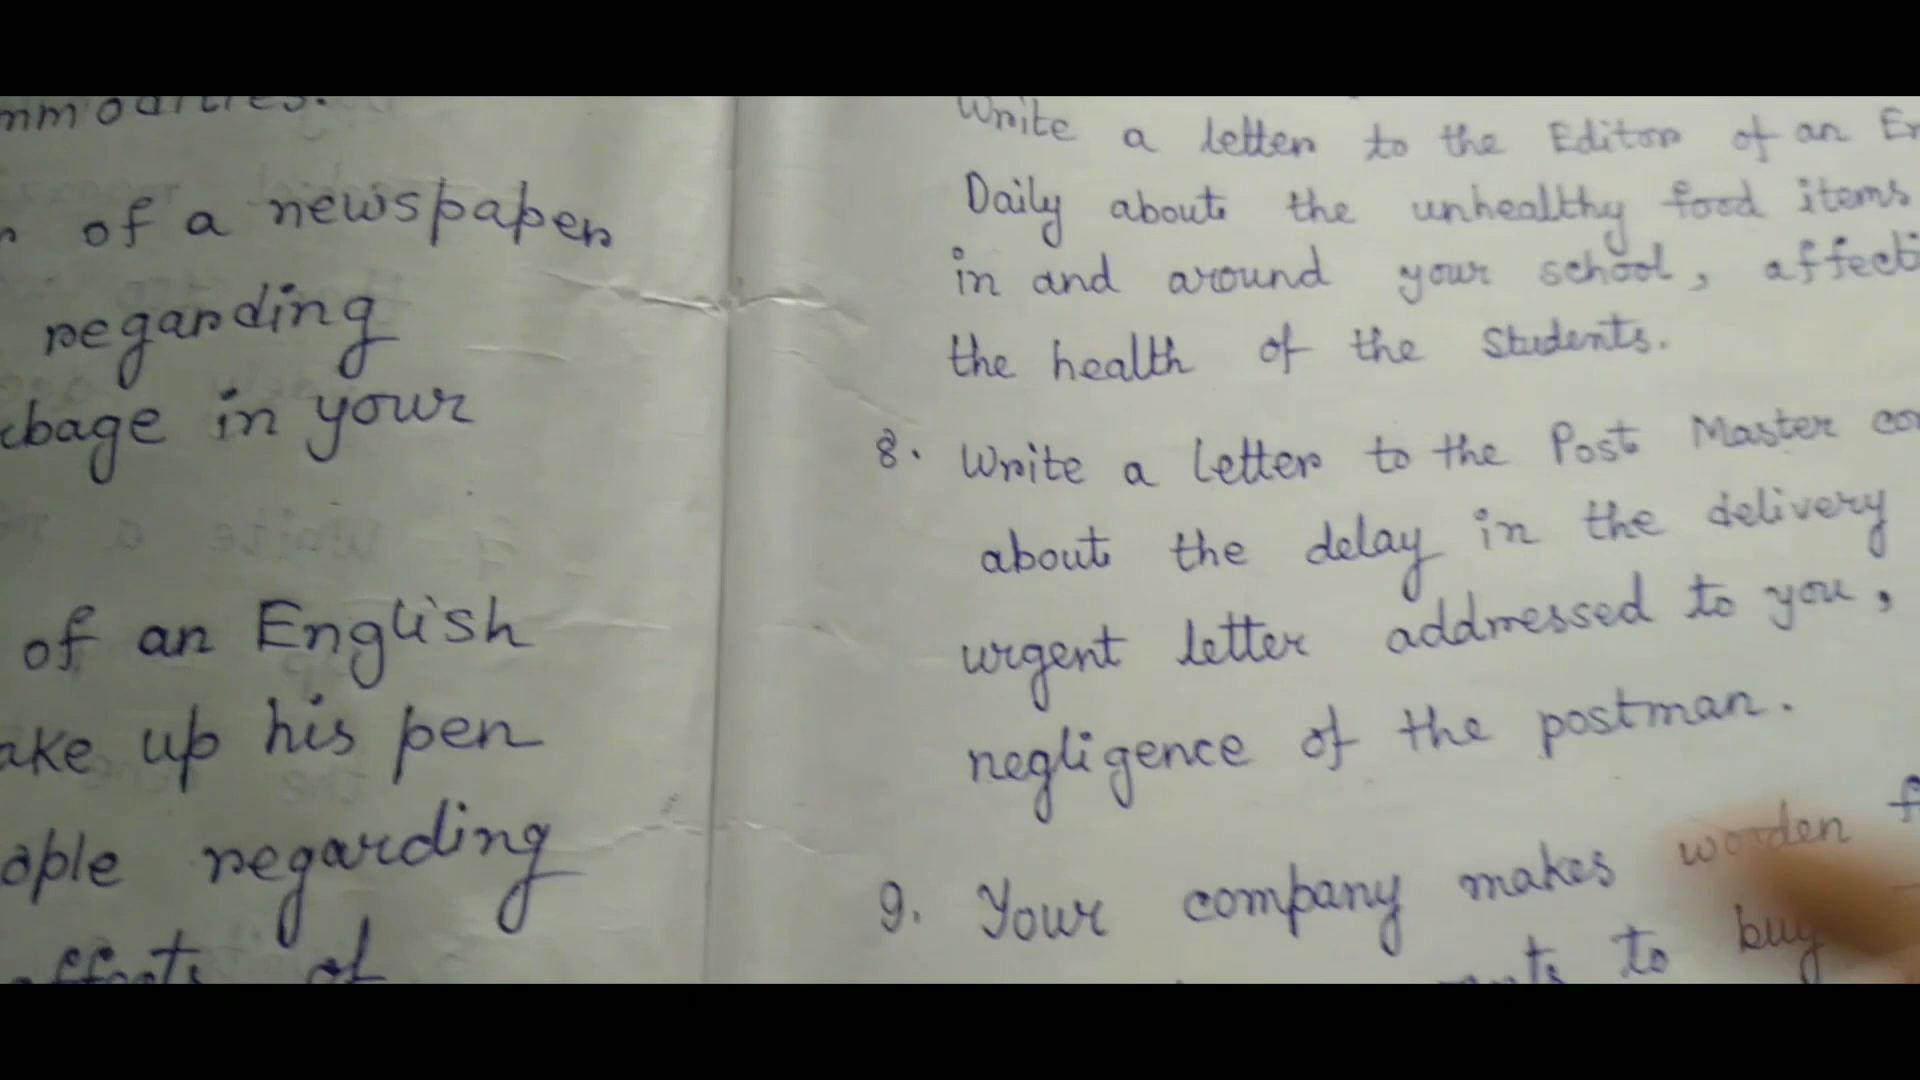 of a newspaper
regarding
in your
of an English
up his pen
regarding
of
Write a letter to the Editor of an
Daily about the unhealthy food items
in and around your school,
the health of the Students.
8. Write a letter to the Post Master
about the delay in the delivery
urgent letter addressed to you,
negligence of the postman.
9. Your company makes wooden
to buy